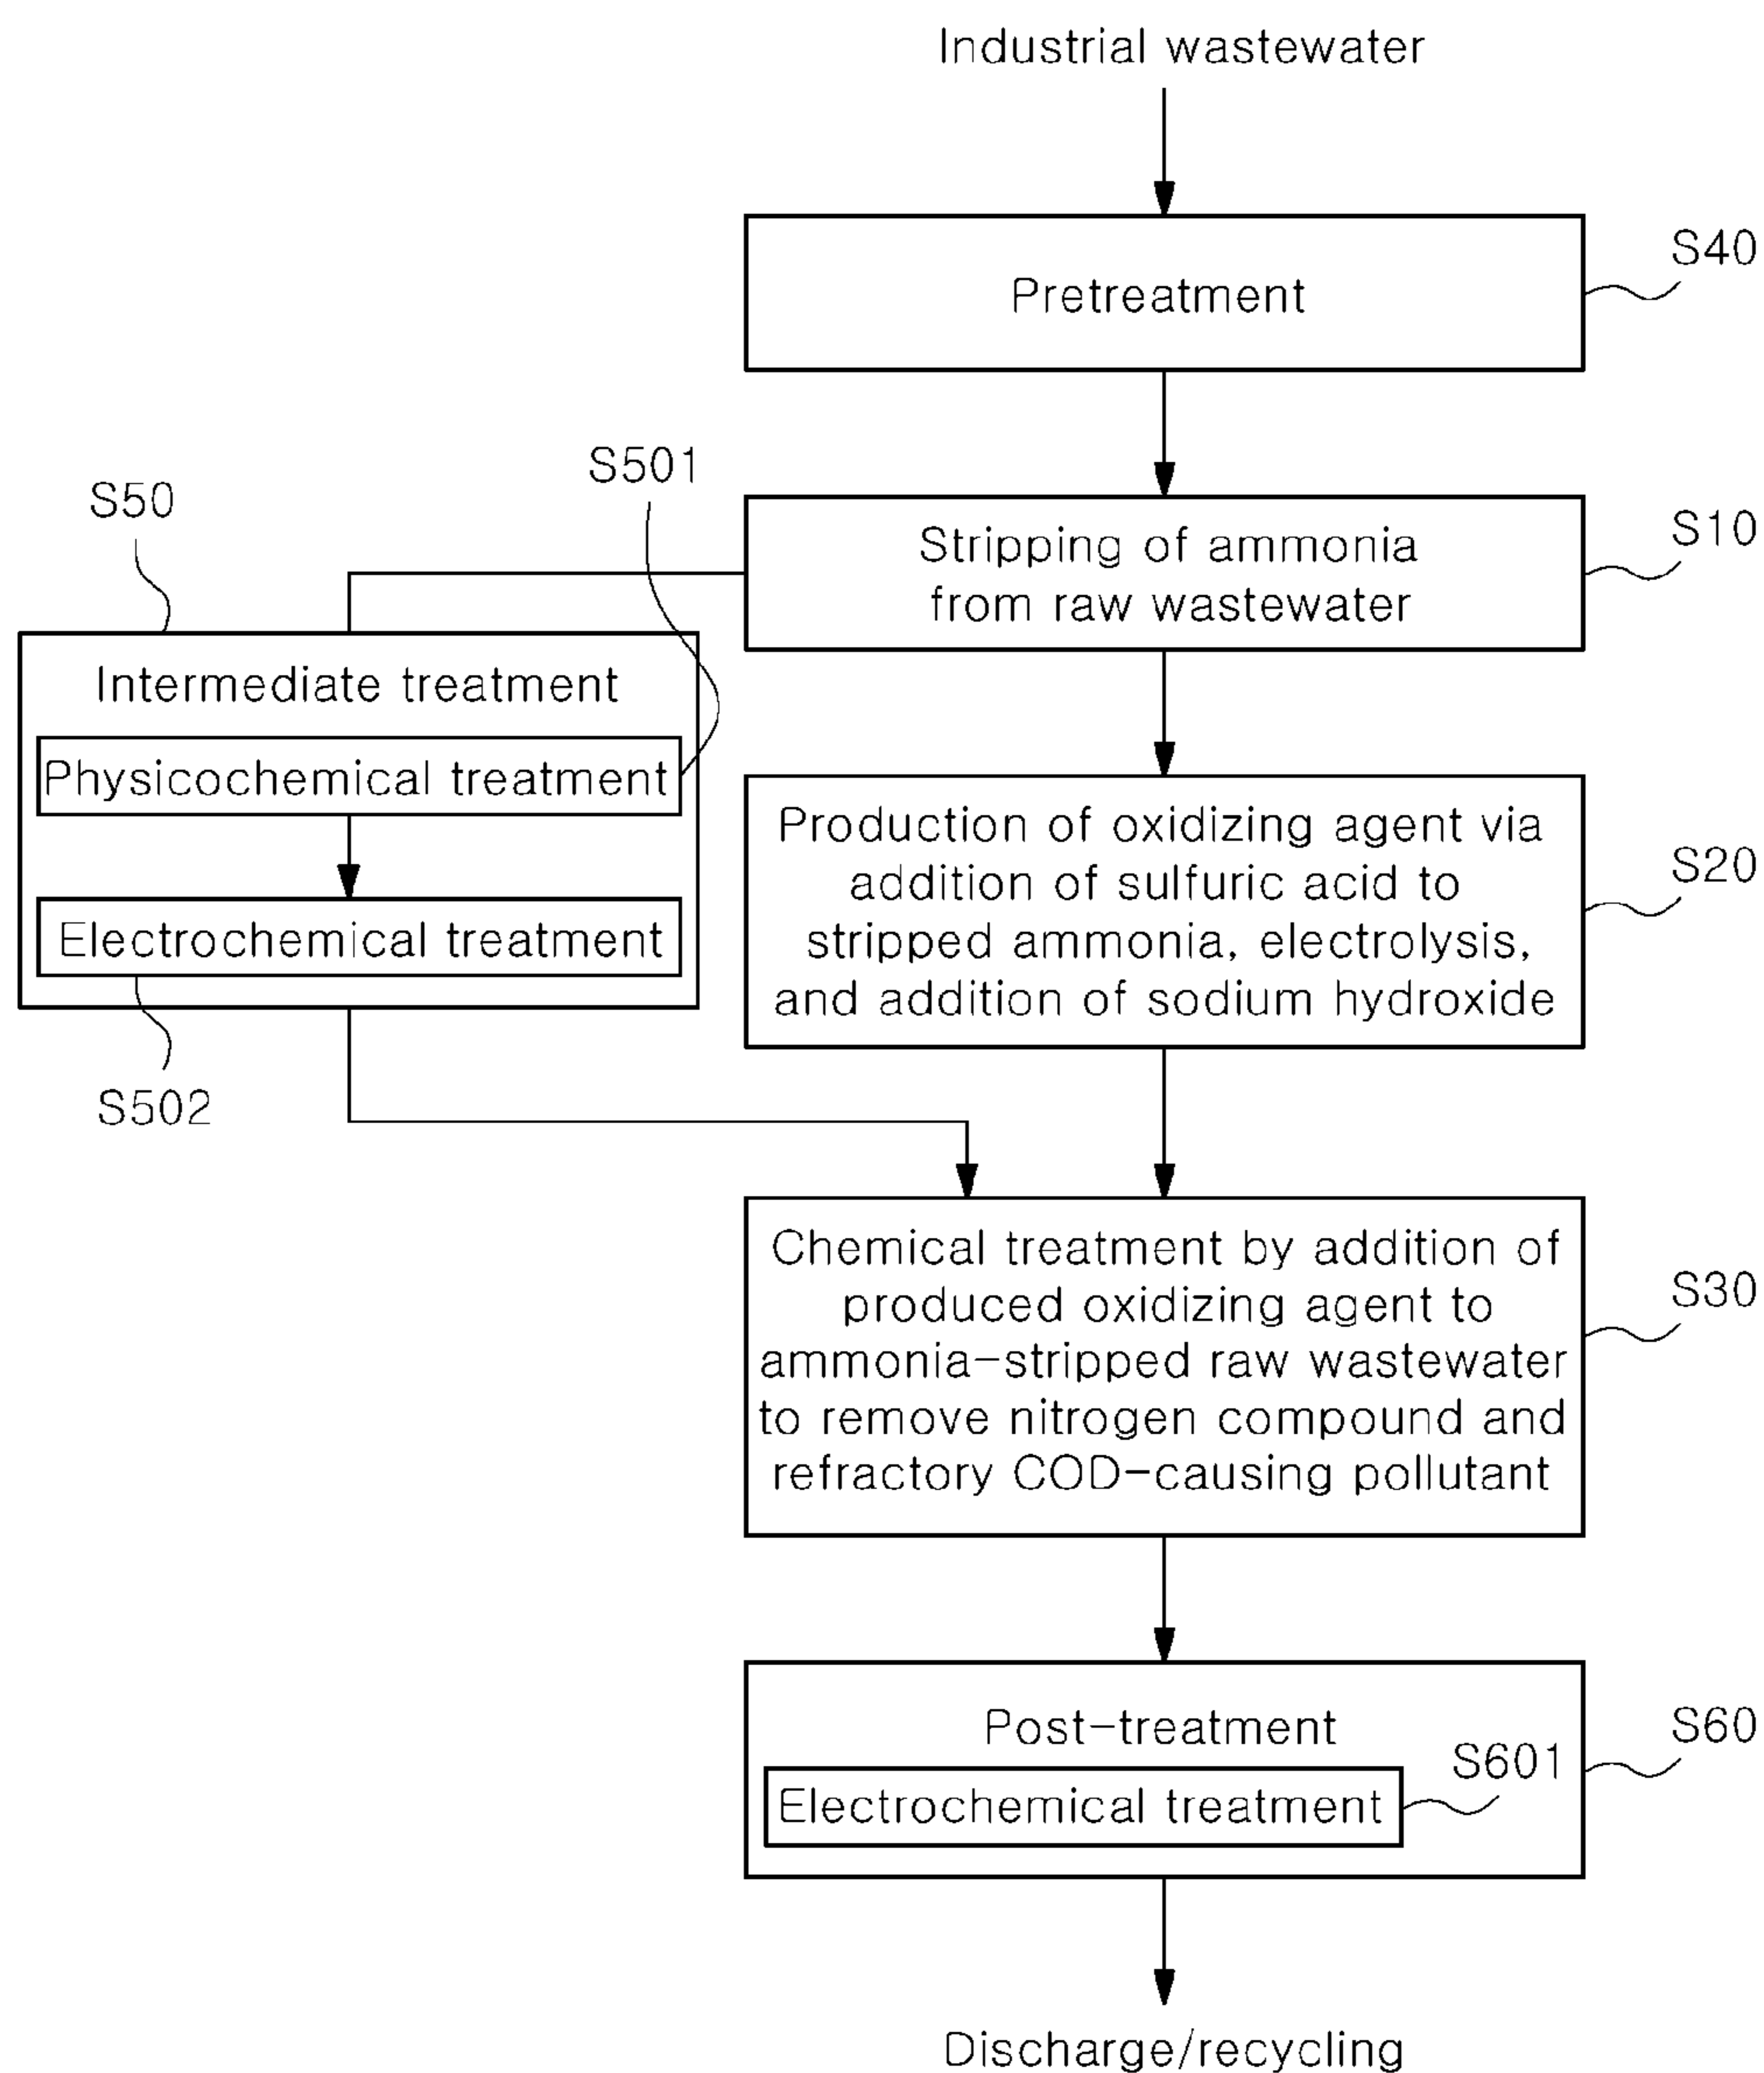 Industrial wastewater
S40
Pretreatment
S501
S50
S10
Stripping of ammonia
from raw wastewater
Intermediate treatment
Physicochemical treatment
Electrochemical treatment
S502
S20
Production of oxidizing agent via
addition of sulfuric acid to
stripped ammonia, electrolysis,
and addition of sodium hydroxide
S30
Chemical treatment by addition of
produced oxidizing agent to
ammonia-stripped raw wastewater
to remove nitrogen compound and
refractory COD-causing pollutant
S60
Post-treatment
S601
Electrochemical treatment
Discharge/recycling